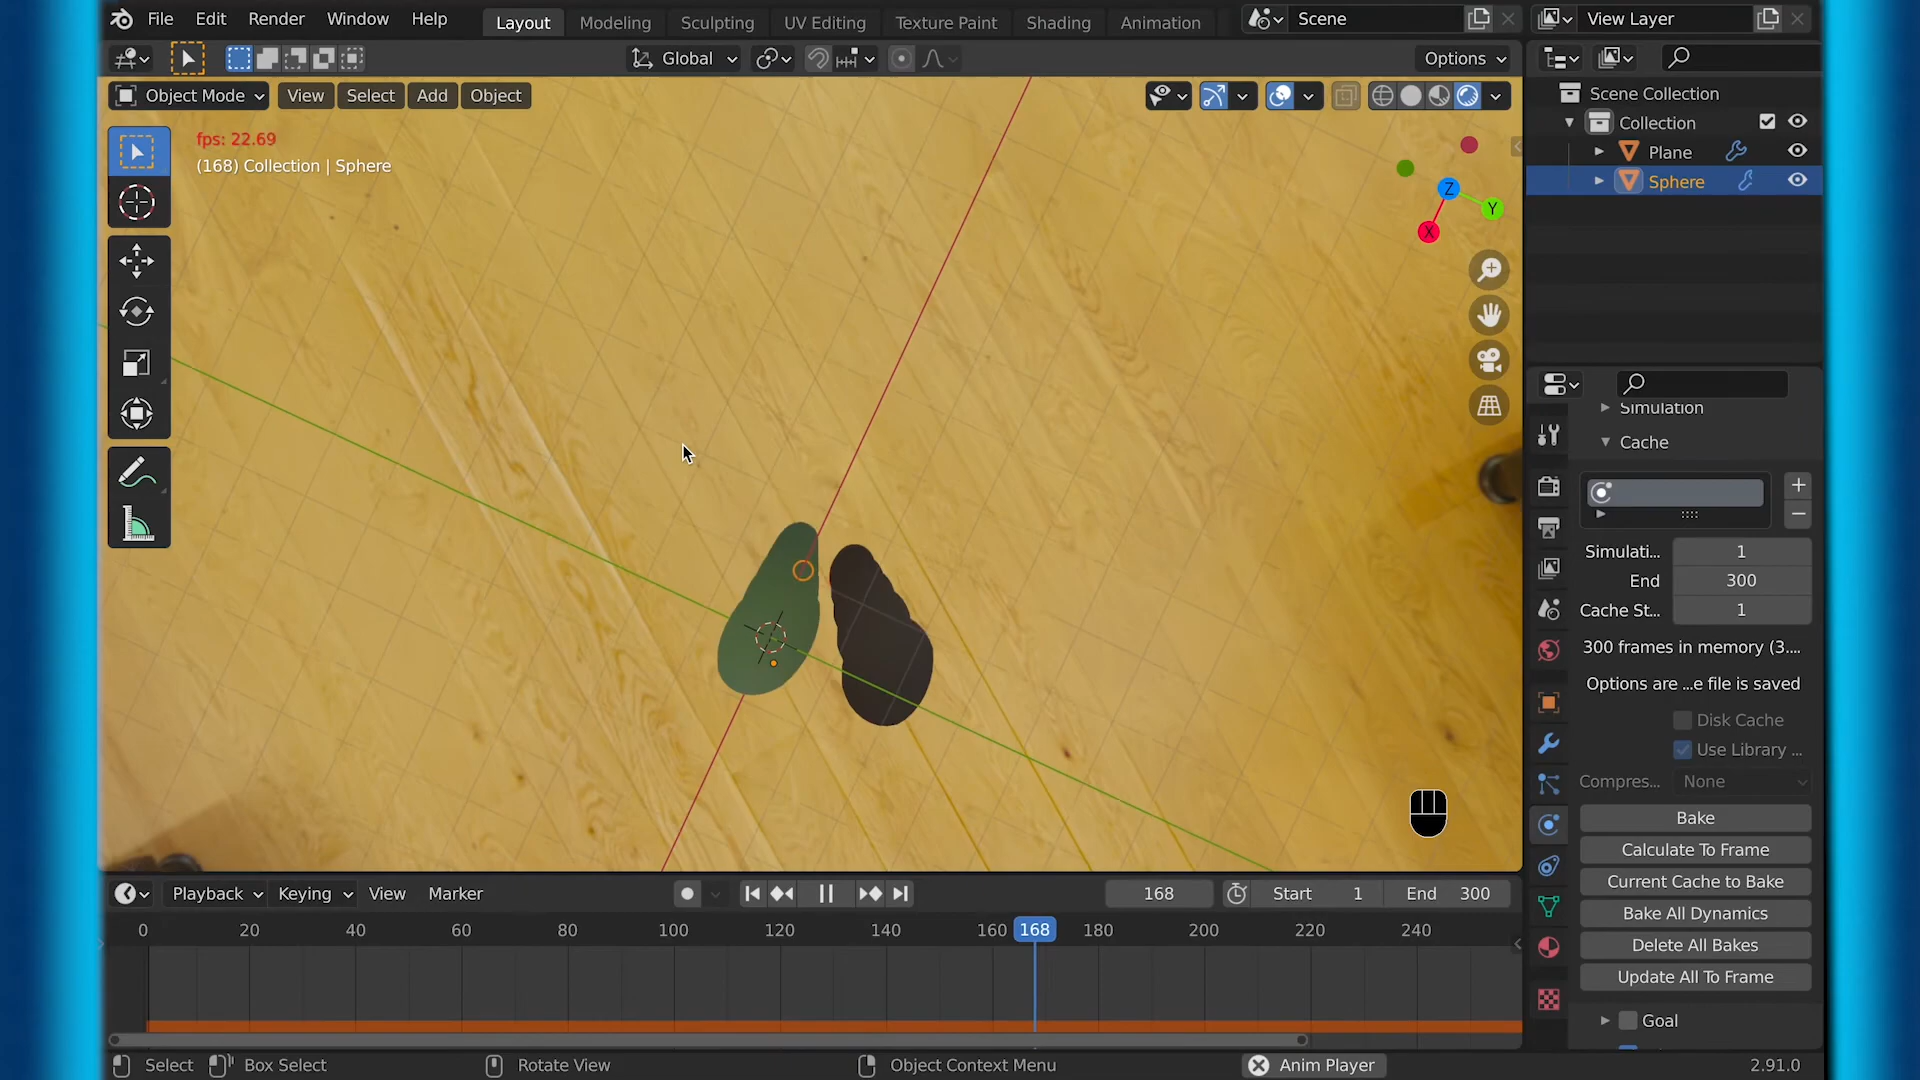 File Edit Render Window Help
Layout Modeling Sculpting UV Editing Texture Paint Shading Animation
Scene
View Layer
Global
Options
Object Mode View Select Add Object
fps: 22.69
(168) Collection | Sphere
Z
Y
X
Scene Collection
Collection
Plane
Sphere
Simulation
Cache
Simulati... 1
End 300
Cache St... 1
300 frames in memory (3....
Options are ...e file is saved
Disk Cache
Use Library ...
Compres... None
Bake
Calculate To Frame
Current Cache to Bake
Bake All Dynamics
Delete All Bakes
Update All To Frame
Goal
Playback Keying View Marker
168
Start 1
End 300
0 20 40 60 80 100 120 140 160 168 180 200 220 240
Select Box Select Rotate View Object Context Menu Anim Player 2.91.0